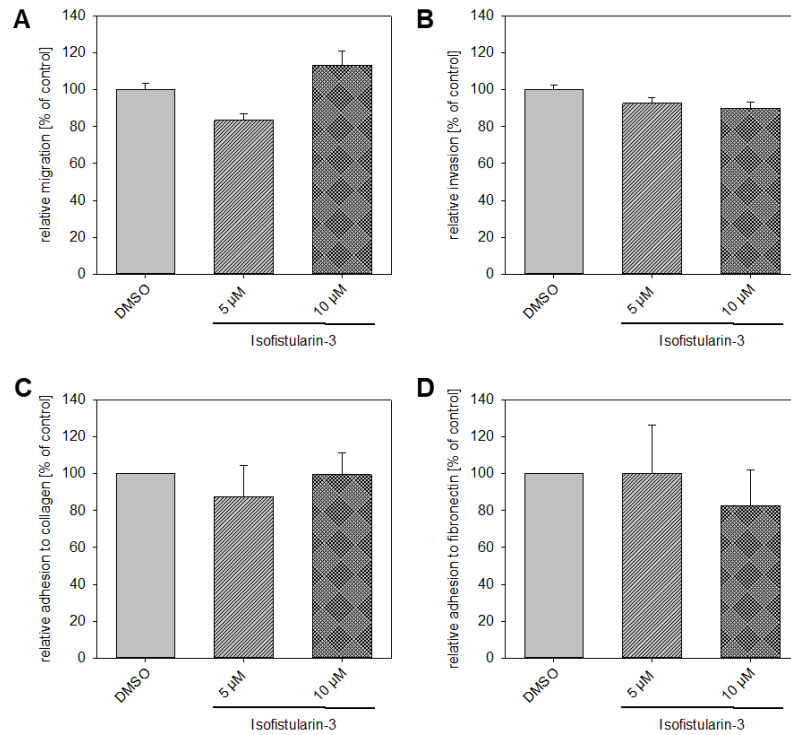 A
relative migration [% of control]
140
120
100
80
60
40
20
0
DMSO
5 µM
10 µM
Isofistularin-3
B
relative invasion [% of control]
140
120
100
80
60
40
20
0
DMSO
5 µM
10 µM
Isofistularin-3
C
relative adhesion to collagen [% of control]
140
120
100
80
60
40
20
0
DMSO
5 µM
10 µM
Isofistularin-3
D
relative adhesion to fibronectin [% of control]
140
120
100
80
60
40
20
0
DMSO
5 µM
10 µM
Isofistularin-3